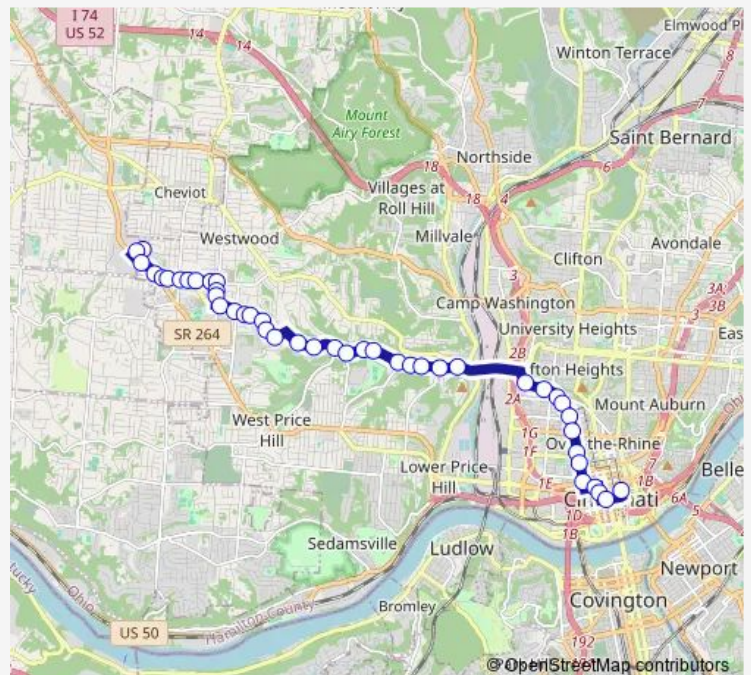 I 74
US 52
14
14
Elmwood Pl
Winton Terrace
8
7
7
Mount
Airy Forest
Saint Bernard
6
18
Northside
Cheviot
Villages at
Roll Hill
18
4
Westwood
Millvale
Avondale
Clifton
3
3A
3B
Camp Washington
University Heights
SR 264
2B
fton Heights
2A
Mount Auburn
West Price
Hill
1G
1F
Ov
the-Rhine
Lower Price
Hill
1E
7
1B
Belle
Ci
ati
6A
5
1D
1B
Sedamsville
Ludlow
Newport
Covington
Bromley
Ohio
Hamilton County
US 50
192
© OpenStreetMap contributors